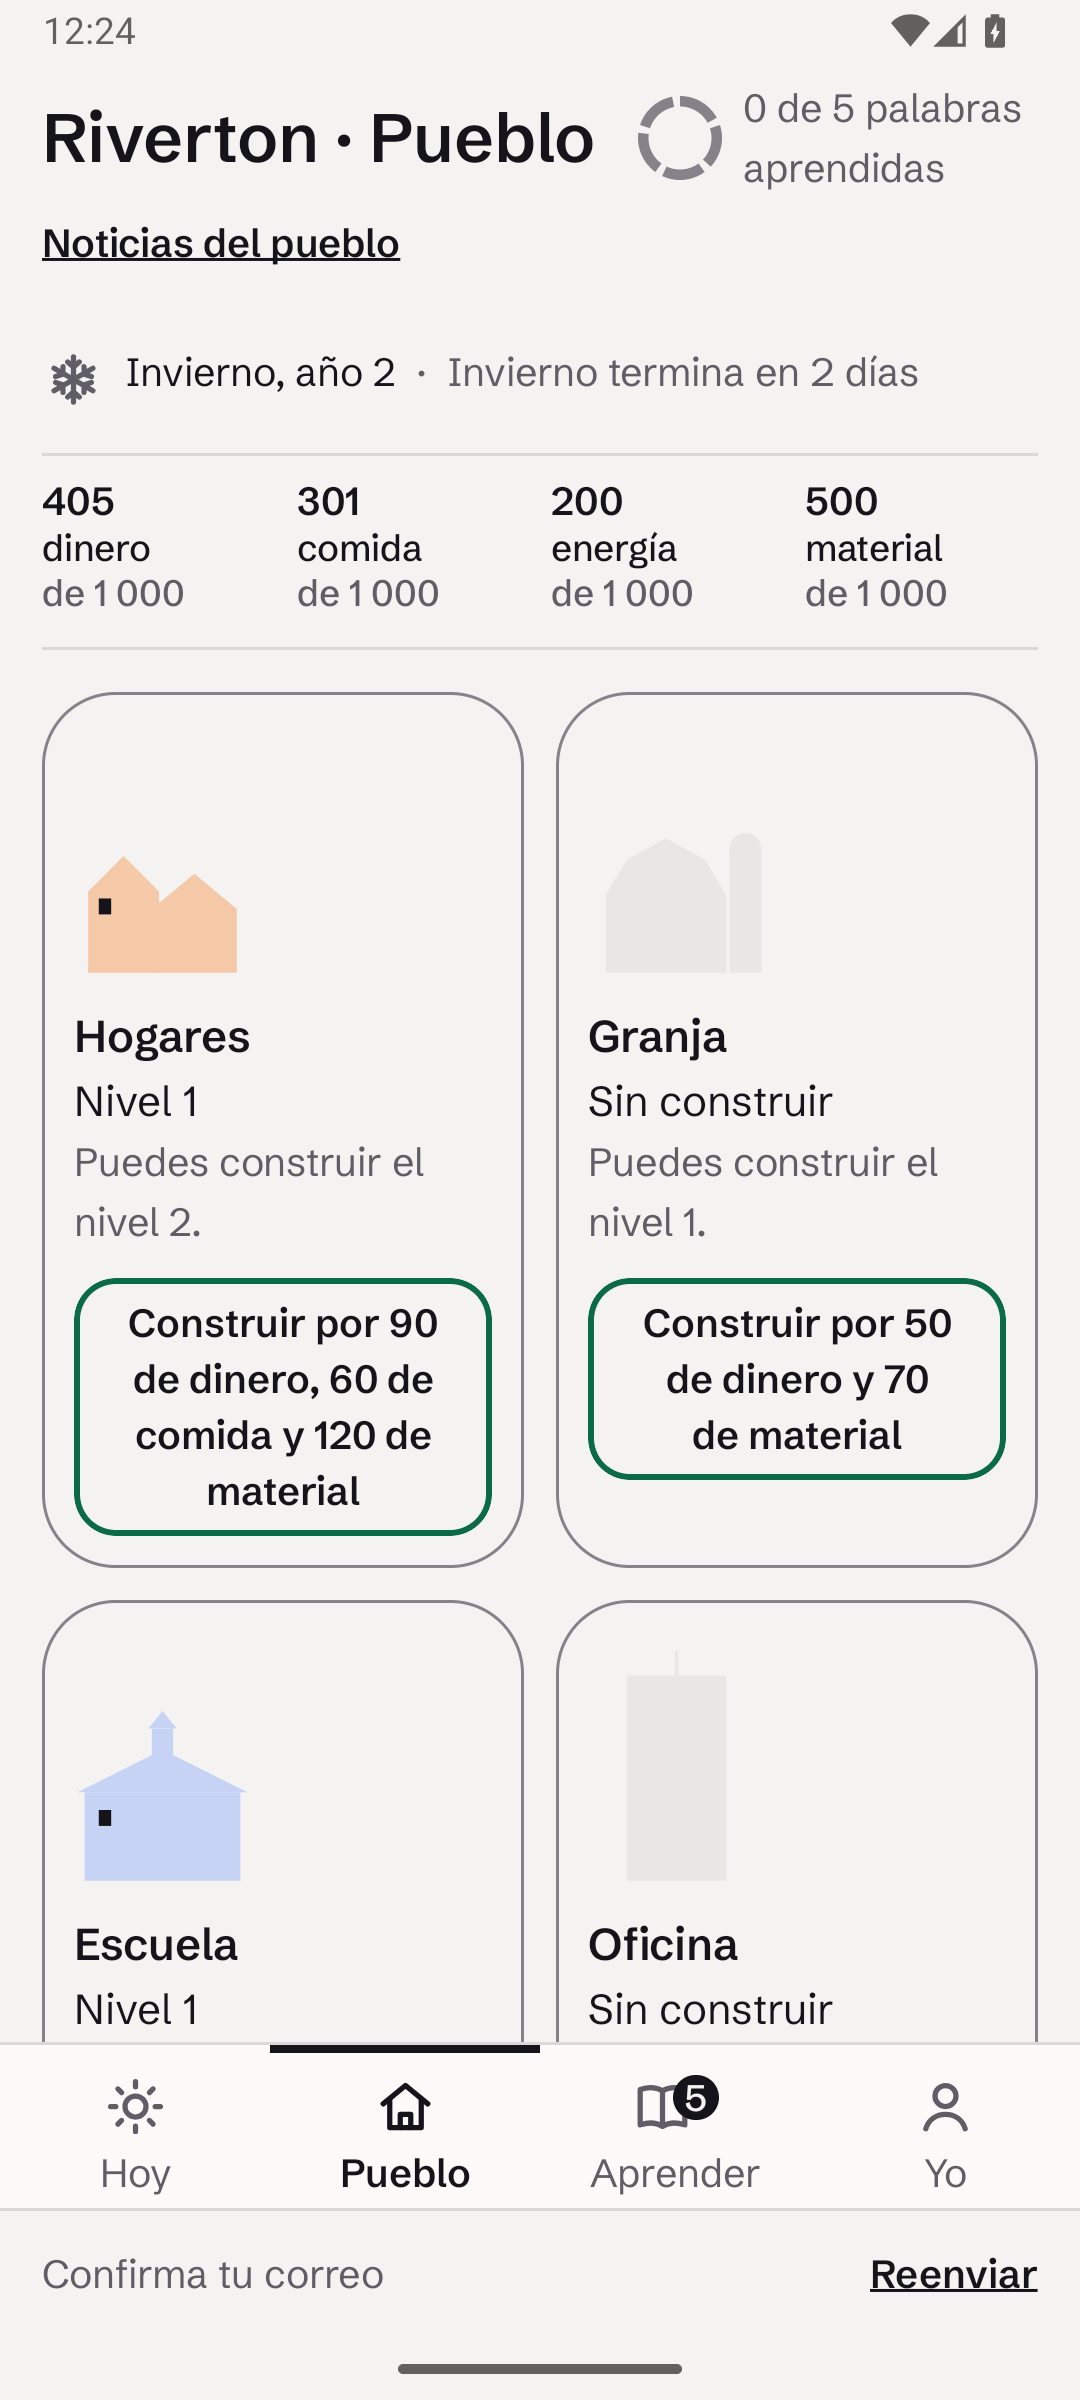 12:24
Riverton · Pueblo
0 de 5 palabras
aprendidas
Noticias del pueblo
Invierno, año 2 · Invierno termina en 2 días
405
dinero
de 1 000
301
comida
de 1 000
200
energía
de 1 000
500
material
de 1 000
Hogares
Nivel 1
Puedes construir el
nivel 2.
Construir por 90
de dinero, 60 de
comida y 120 de
material
Granja
Sin construir
Puedes construir el
nivel 1.
Construir por 50
de dinero y 70
de material
Escuela
Nivel 1
Oficina
Sin construir
Hoy
Pueblo
5
Aprender
Yo
Confirma tu correo
Reenviar